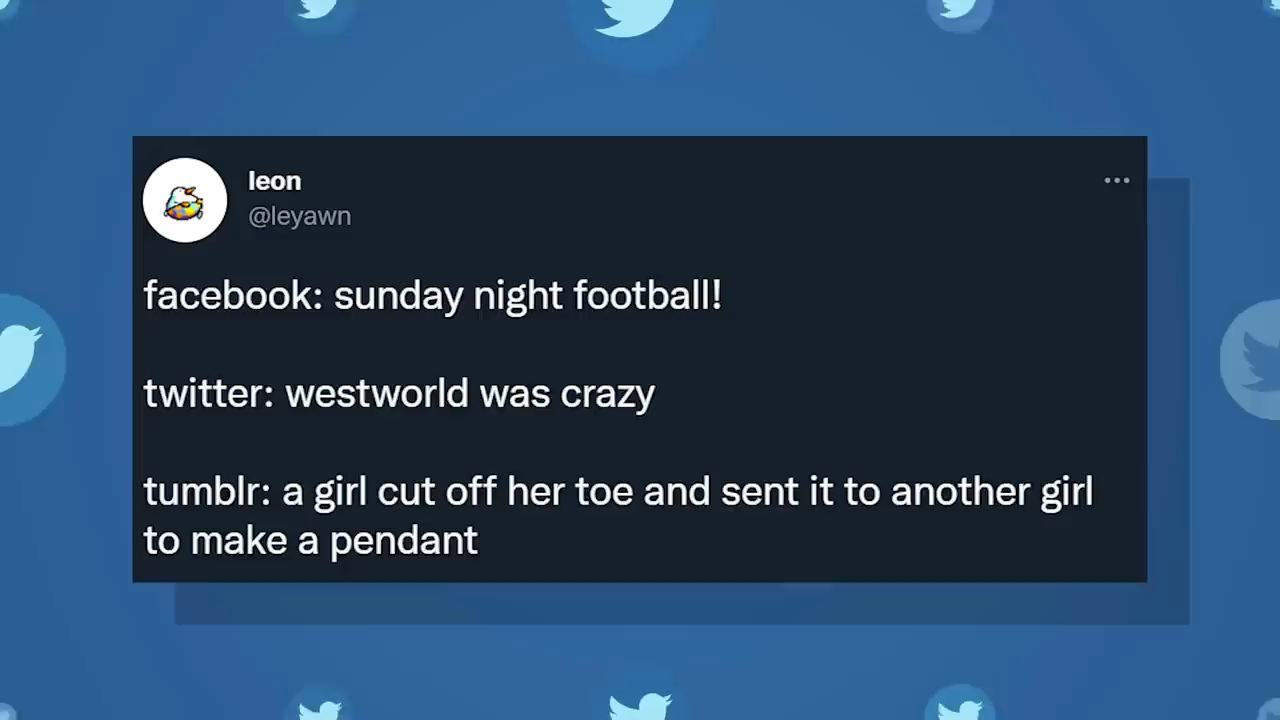 leon
@leyawn
facebook: sunday night football!
twitter: westworld was crazy
tumblr: a girl cut off her toe and sent it to another girl
to make a pendant